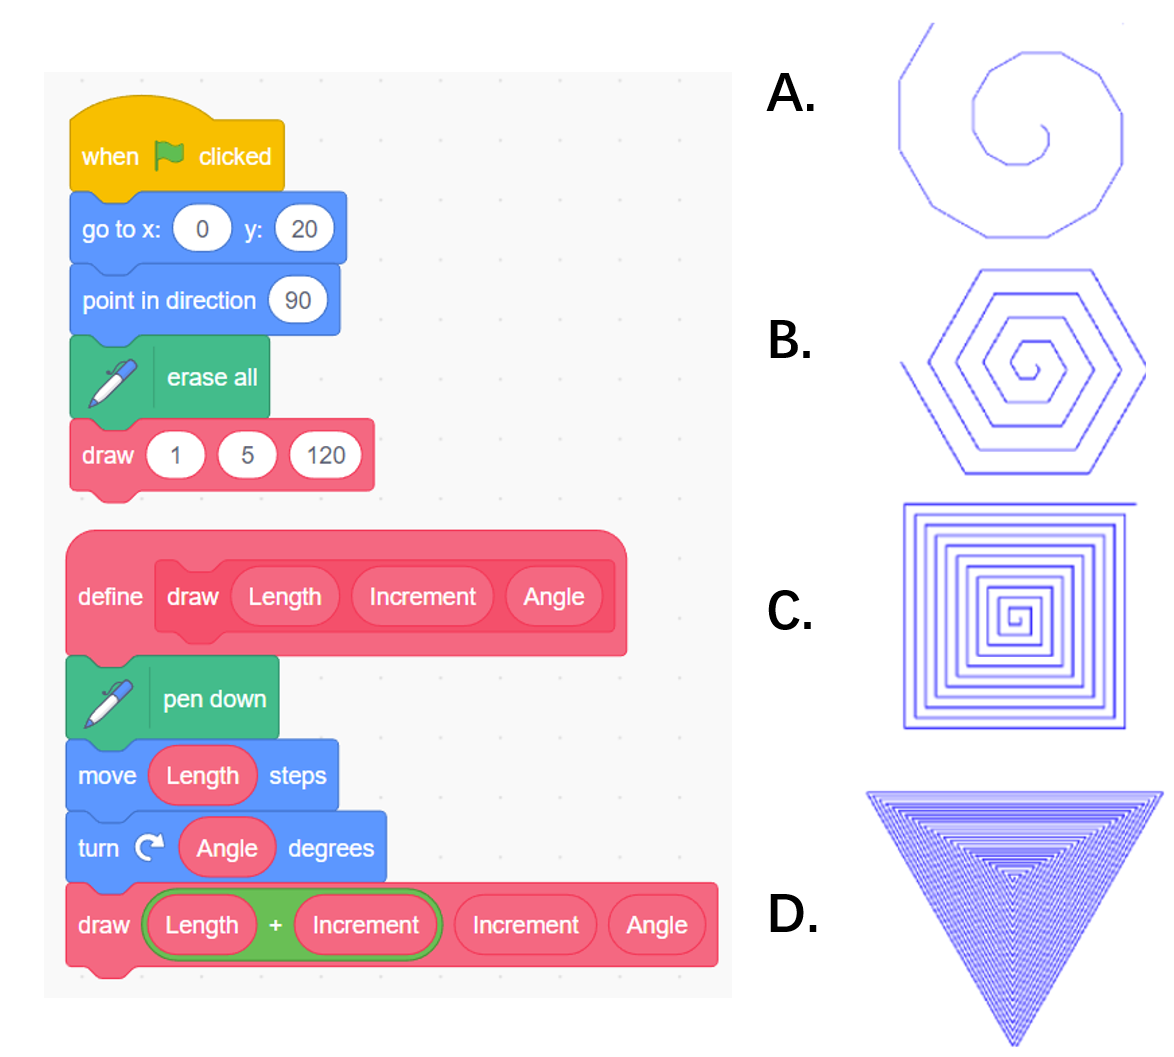 when clicked
go to x: 0 y: 20
point in direction 90
erase all
draw 1 5 120
define draw Length Increment Angle
pen down
move Length steps
turn Angle degrees
draw Length + Increment Increment Angle
A.
B.
C.
D.